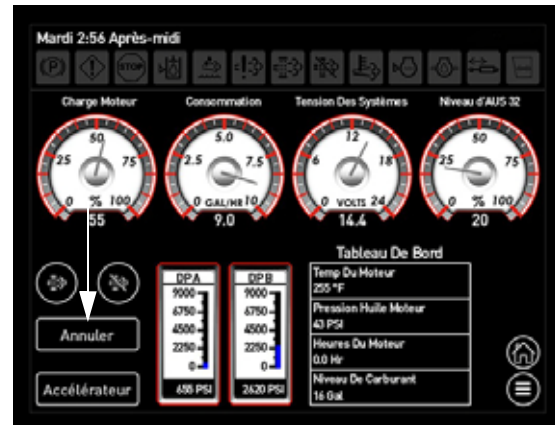 Mardi 2:56 Après-midi
P
STOP
Charge Moteur
Consommation
Tension Des Systèmes
Niveau d'AUS 32
25 50 75
0 % 100
55
2.5 5.0 7.5
0 GAL/HR 10
9.0
6 12 18
0 VOLTS 24
14.4
25 50 75
0 % 100
20
Tableau De Bord
Temp Du Moteur
255 °F
Pression Huile Moteur
43 PSI
Heures Du Moteur
0.0 Hr
Niveau De Carburant
16 Gal
DPA
9000
6750
4500
2250
0
655 PSI
DPB
9000
6750
4500
2250
0
2620 PSI
Annuler
Accélérateur